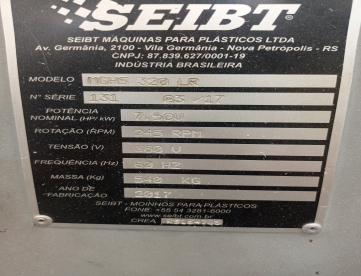 SEIBT
SEIBT MÁQUINAS PARA PLÁSTICOS LTDA
Av. Germânia, 2100 - Vila Germânia - Nova Petrópolis - RS
CNPJ: 87.839.627/0001-19
INDÚSTRIA BRASILEIRA
MODELO MGHS 320 LR
Nº SÉRIE 131 03/17
POTÊNCIA
NOMINAL (HP/kW) 7,5CV
ROTAÇÃO (RPM) 245 RPM
TENSÃO (V) 380 V
FREQUÊNCIA (Hz) 60 HZ
MASSA (Kg) 540 KG
ANO DE
FABRICAÇÃO 2017
SEIBT - MOINHOS PARA PLÁSTICOS
FONE: +55 54 3281-6000
www.seibt.com.br
CREA